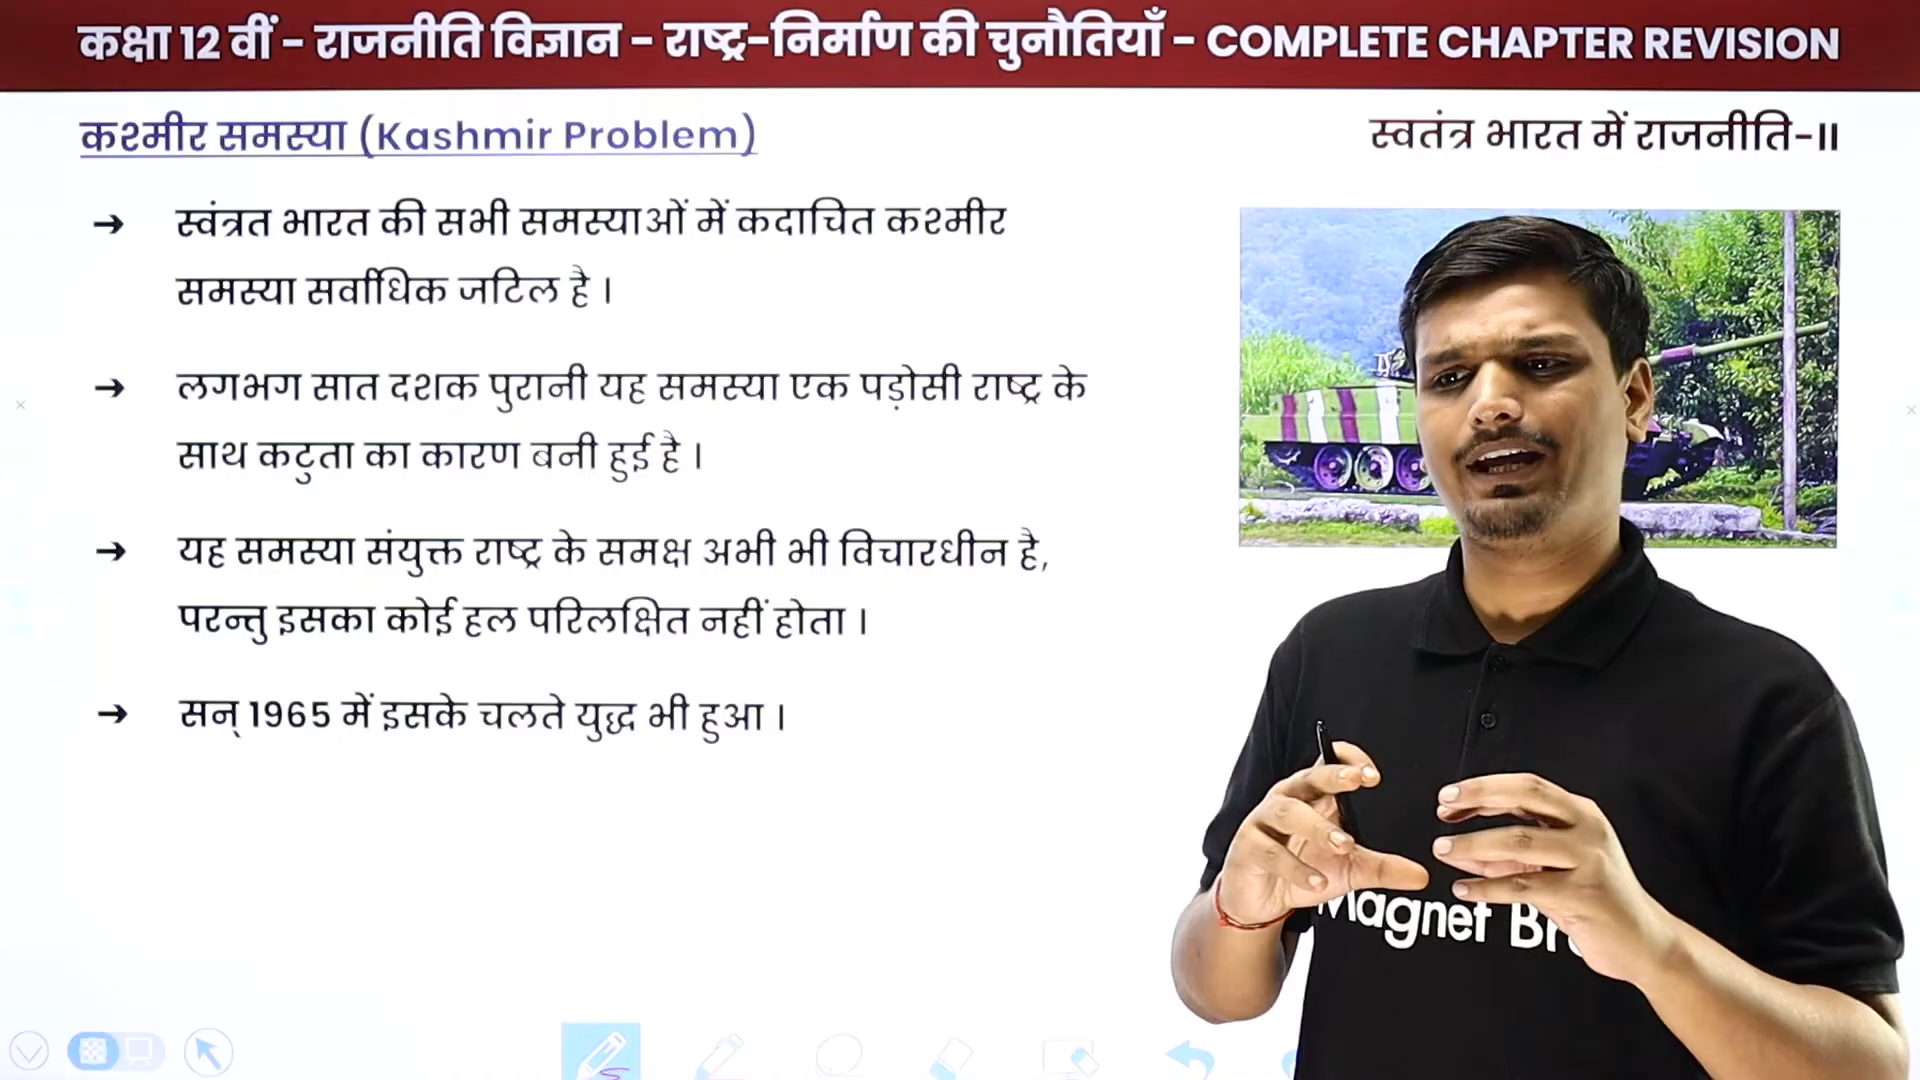 कक्षा 12 वीं - राजनीति विज्ञान - राष्ट्र-निर्माण की चुनौतियाँ - COMPLETE CHAPTER REVISION
कश्मीर समस्या (Kashmir Problem)
स्वतंत्र भारत में राजनीति-II
→ स्वंत्रत भारत की सभी समस्याओं में कदाचित कश्मीर
समस्या सर्वाधिक जटिल है ।
→ लगभग सात दशक पुरानी यह समस्या एक पड़ोसी राष्ट्र के
साथ कटुता का कारण बनी हुई है ।
→ यह समस्या संयुक्त राष्ट्र के समक्ष अभी भी विचारधीन है,
परन्तु इसका कोई हल परिलक्षित नहीं होता ।
→ सन् 1965 में इसके चलते युद्ध भी हुआ ।
Magnet Br